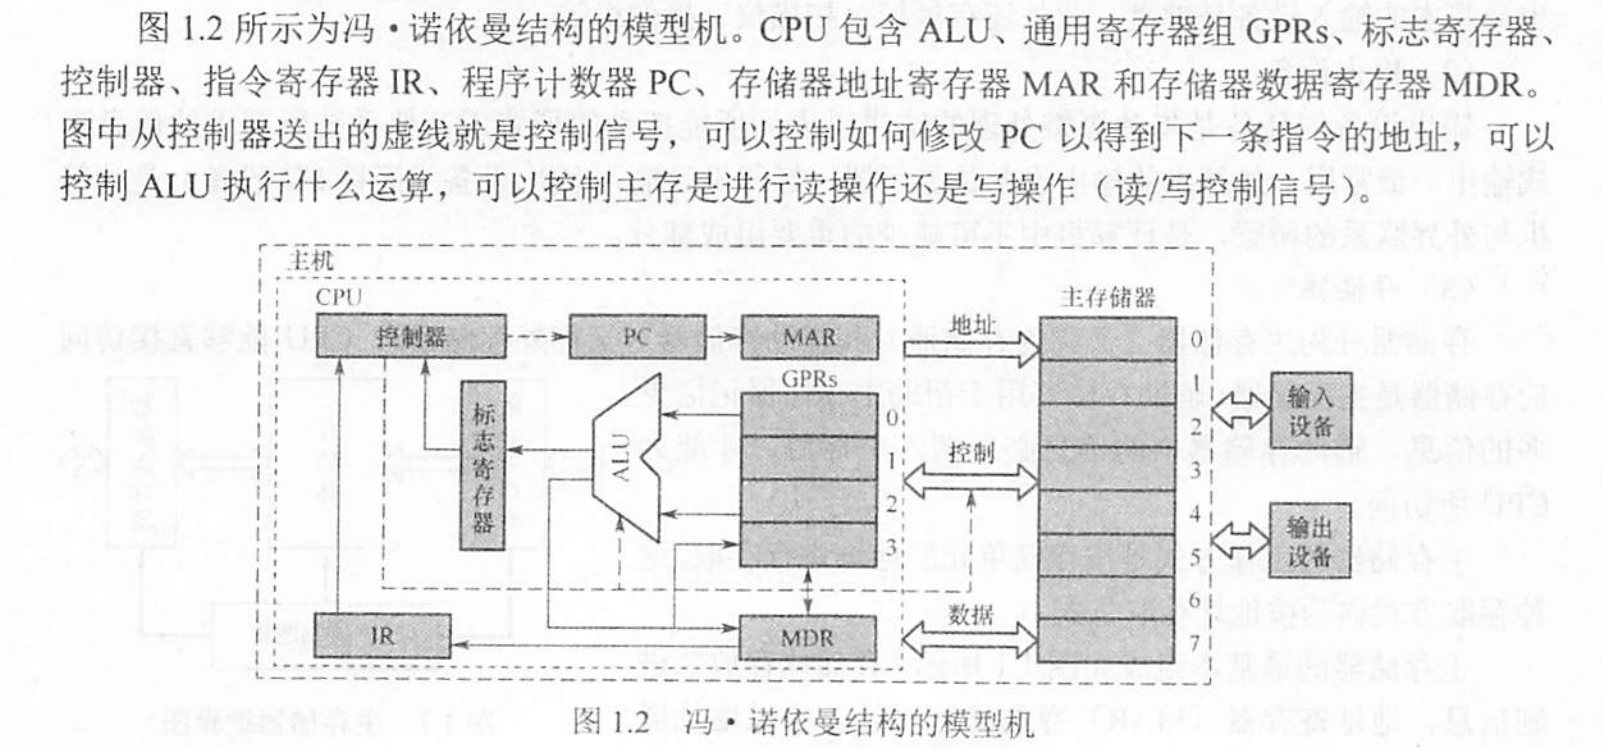 图 1.2 所示为冯·诺依曼结构的模型机。CPU 包含 ALU、通用寄存器组 GPRs、标志寄存器、
控制器、指令寄存器 IR、程序计数器 PC、存储器地址寄存器 MAR 和存储器数据寄存器 MDR。
图中从控制器送出的虚线就是控制信号，可以控制如何修改 PC 以得到下一条指令的地址，可以
控制 ALU 执行什么运算，可以控制主存是进行读操作还是写操作（读/写控制信号）。
主机
CPU
控制器
PC
MAR
地址
主存储器
0
1
2
3
4
5
6
7
GPRs
0
1
2
3
标志寄存器
ALU
控制
输入
设备
输出
设备
IR
MDR
数据
图 1.2 冯·诺依曼结构的模型机